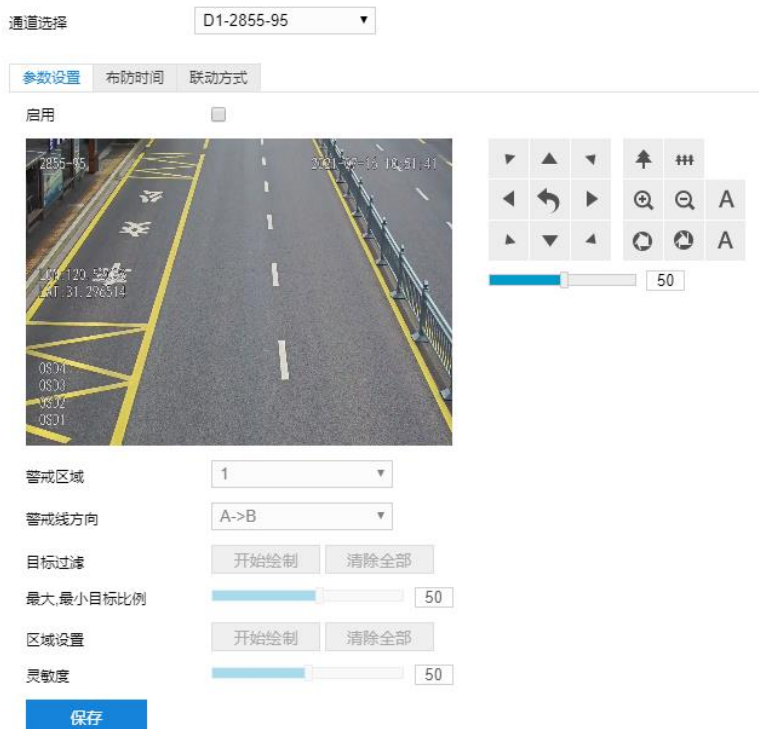 通道选择 D1-2855-95
参数设置 布防时间 联动方式
启用
2855-95
公
交
LAT:31.296514
A
A
50
OSD4
OSD3
OSD2
OSD1
警戒区域 1
警戒线方向 A->B
目标过滤 开始绘制 清除全部
最大,最小目标比例 50
区域设置 开始绘制 清除全部
灵敏度 50
保存